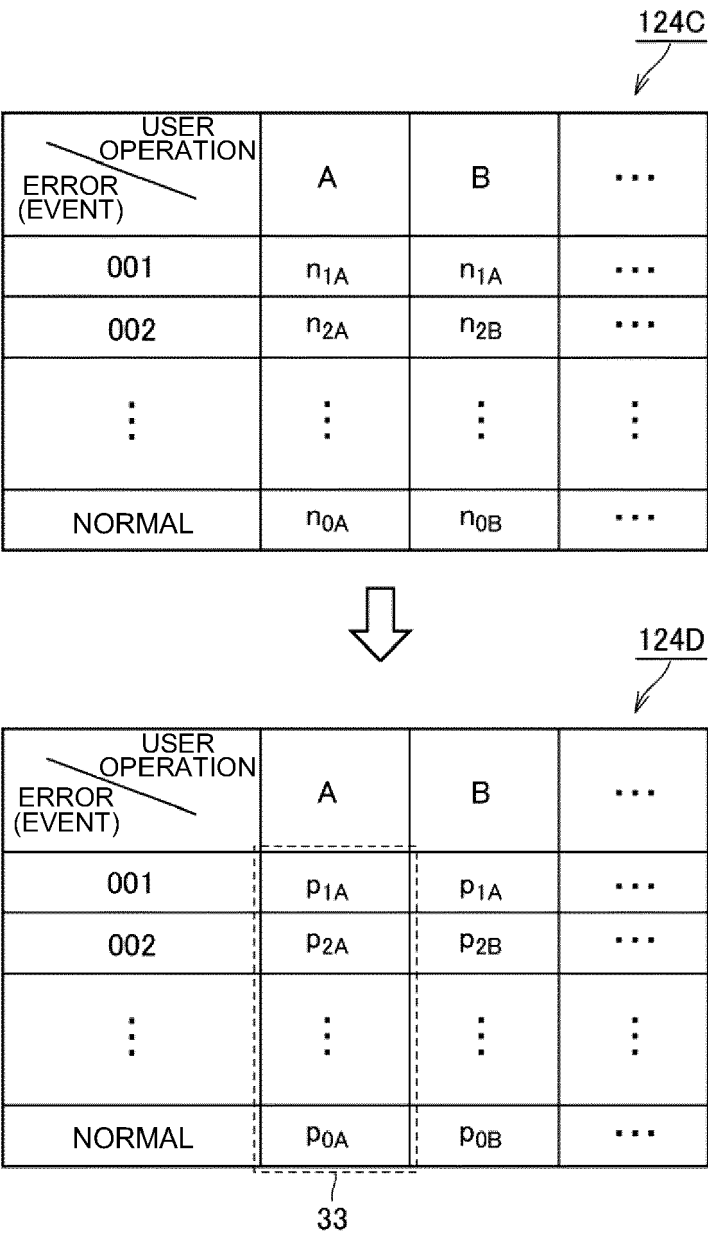 124C
USER
OPERATION
ERROR
(EVENT)
A
B
...
001
n1A
n1A
...
002
n2A
n2B
...
⋮
⋮
⋮
⋮
NORMAL
n0A
n0B
...
124D
USER
OPERATION
ERROR
(EVENT)
A
B
...
001
p1A
p1A
...
002
p2A
p2B
...
⋮
⋮
⋮
⋮
NORMAL
p0A
p0B
...
33